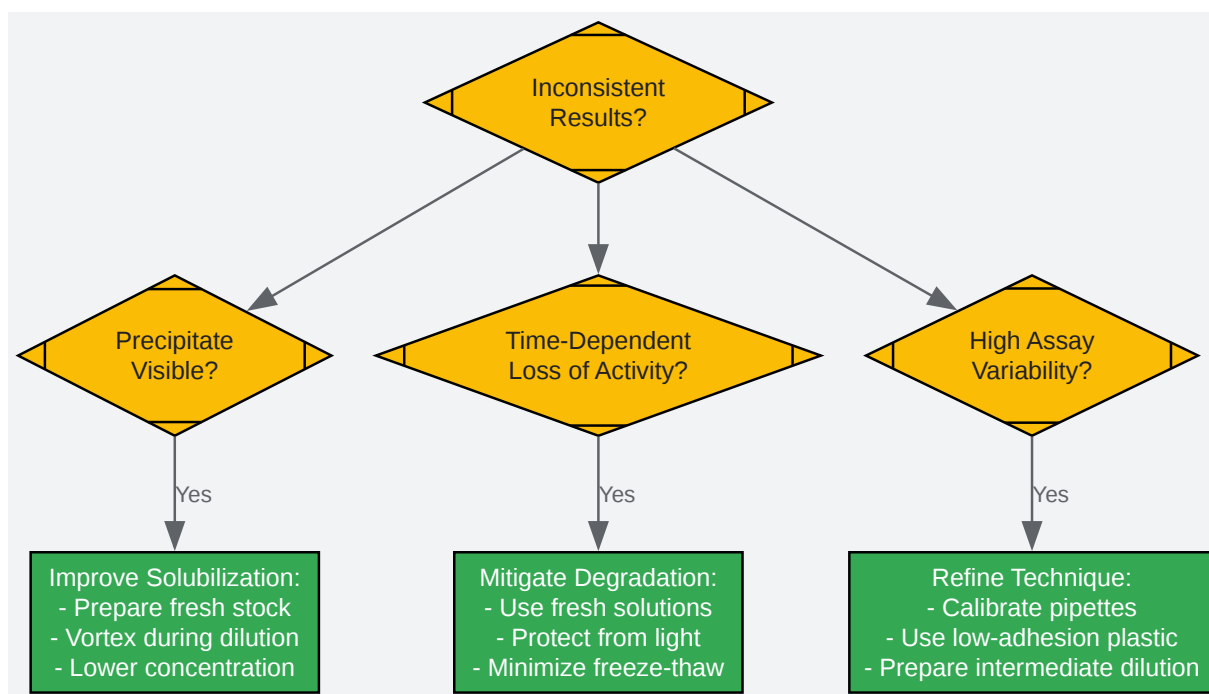 Inconsistent
Results?
Precipitate
Visible?
Time-Dependent
Loss of Activity?
High Assay
Variability?
Yes
Yes
Yes
Improve Solubilization:
- Prepare fresh stock
- Vortex during dilution
- Lower concentration
Mitigate Degradation:
- Use fresh solutions
- Protect from light
- Minimize freeze-thaw
Refine Technique:
- Calibrate pipettes
- Use low-adhesion plastic
- Prepare intermediate dilution